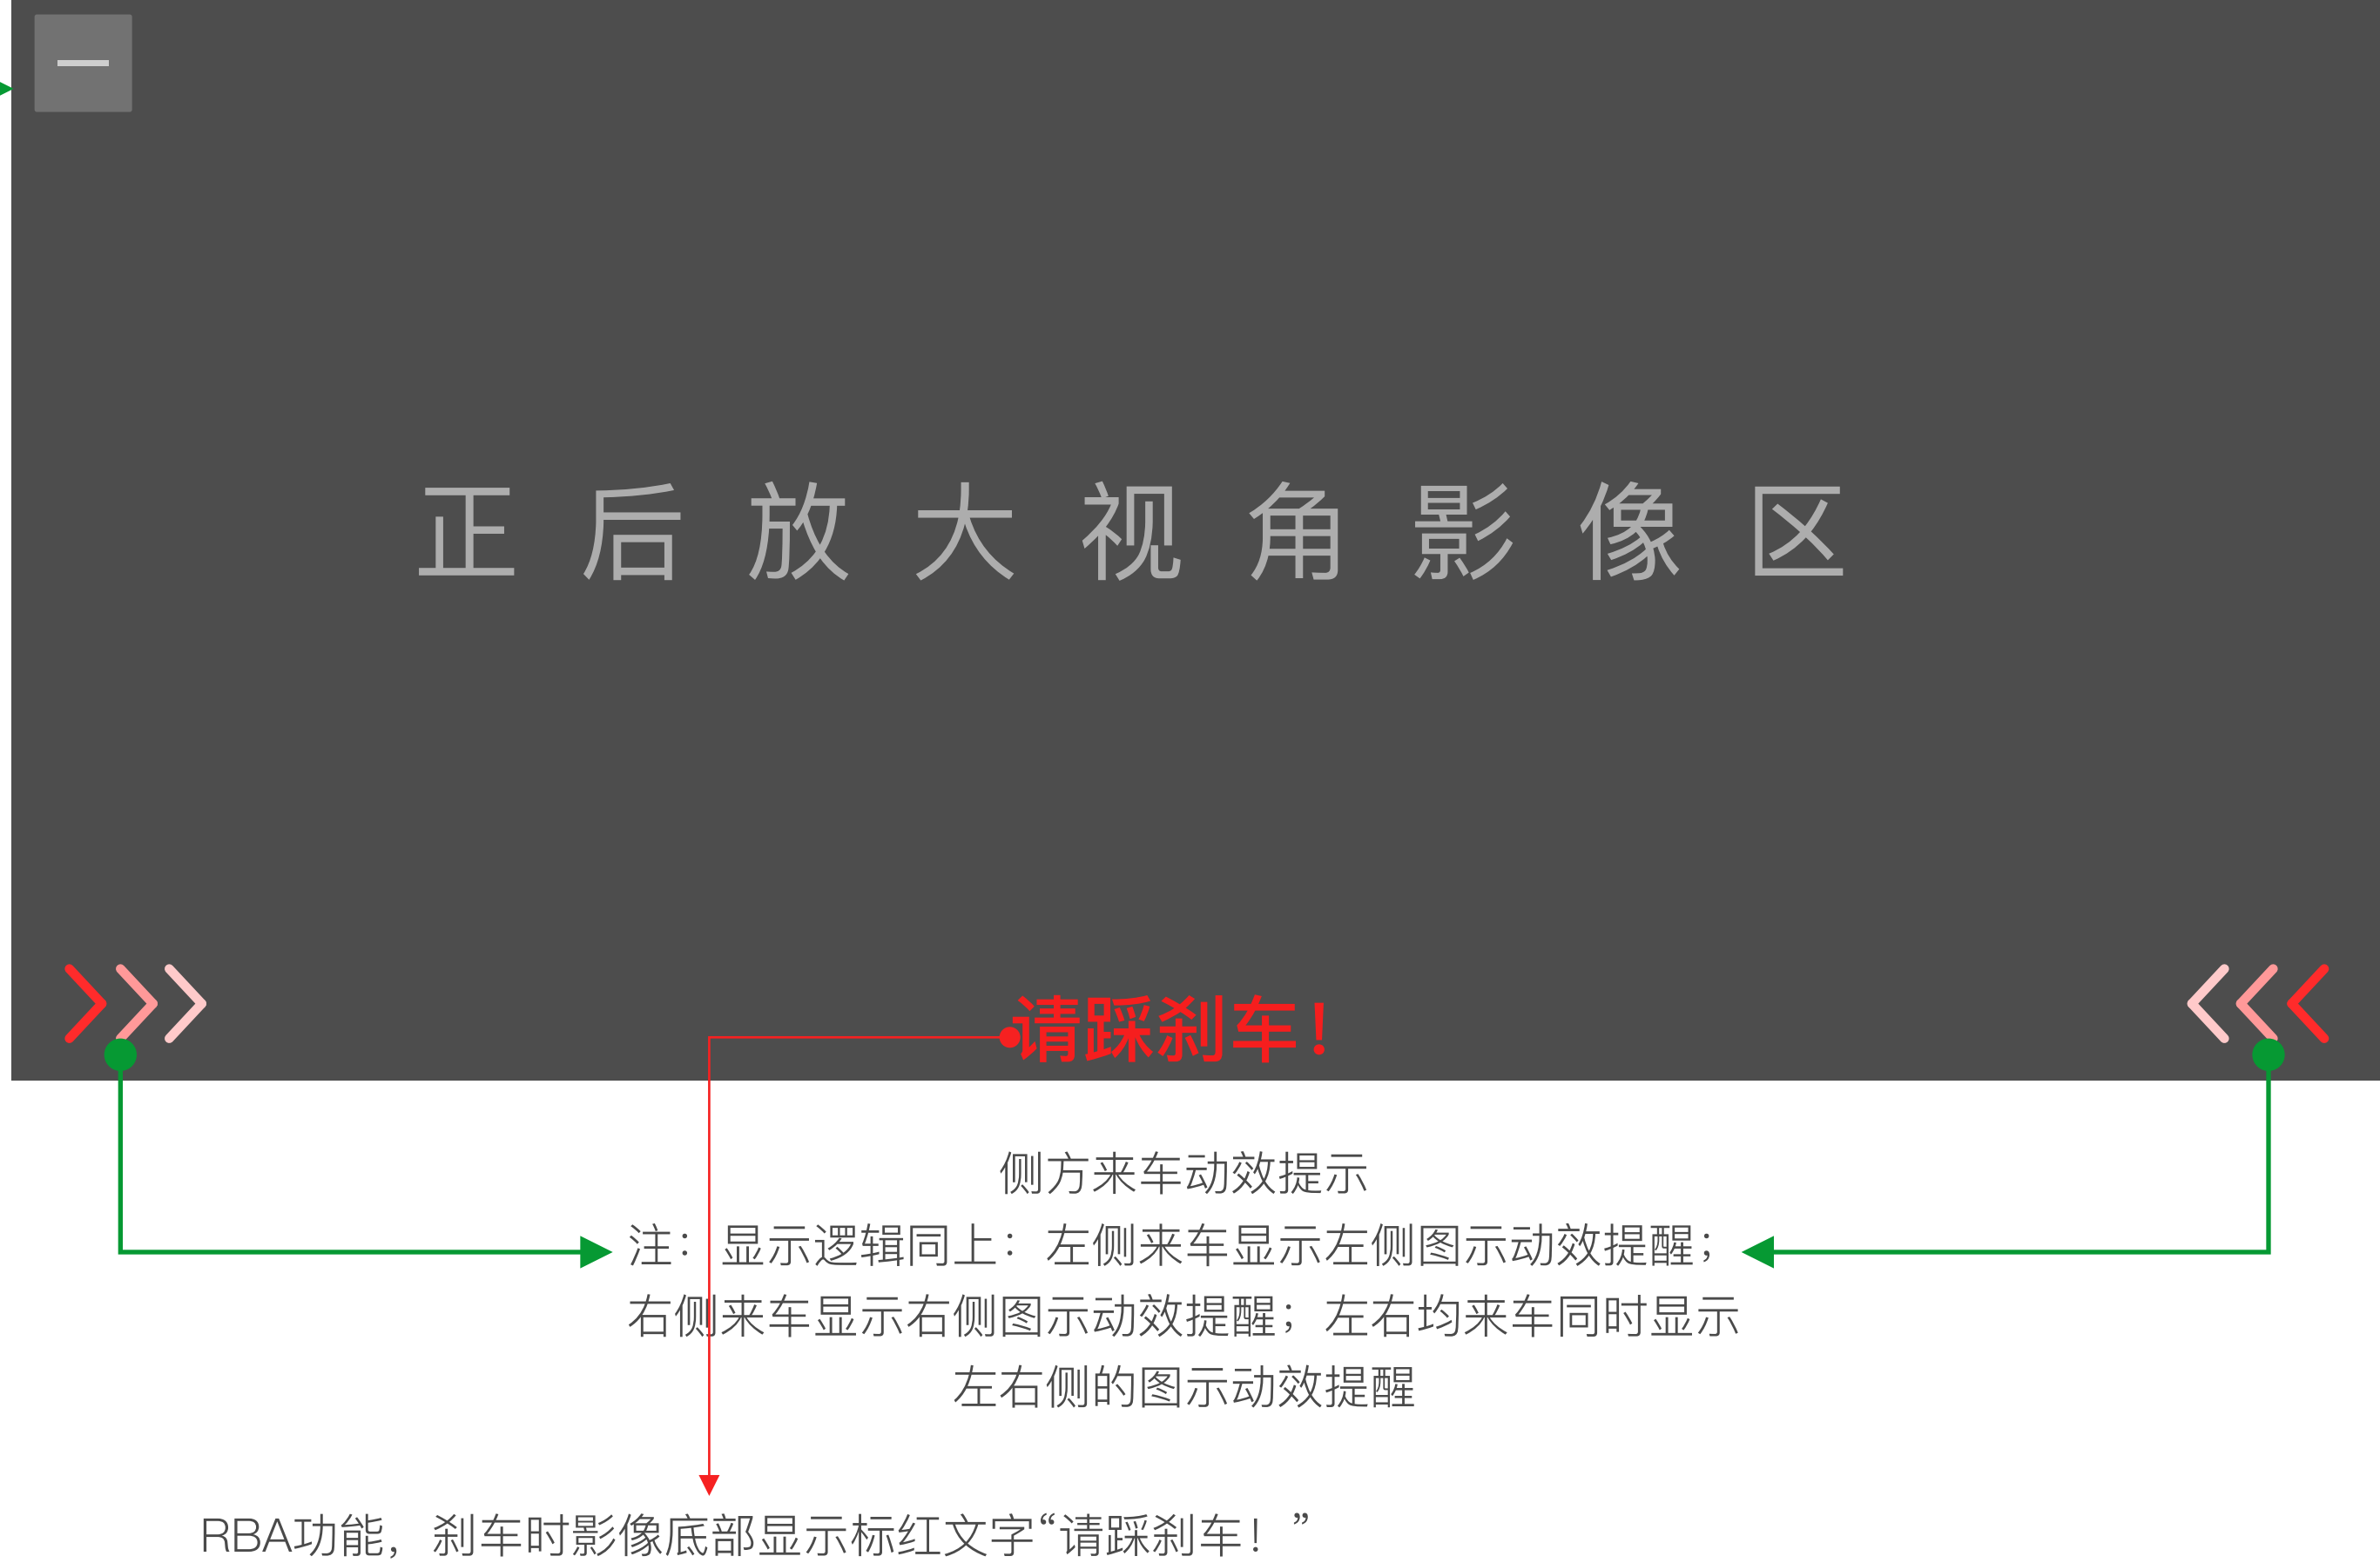 正后放大视角影像区
请踩刹车！
侧方来车动效提示
注：显示逻辑同上：左侧来车显示左侧图示动效提醒；
右侧来车显示右侧图示动效提醒；左右均来车同时显示
左右侧的图示动效提醒
RBA功能，刹车时影像底部显示标红文字“请踩刹车！”